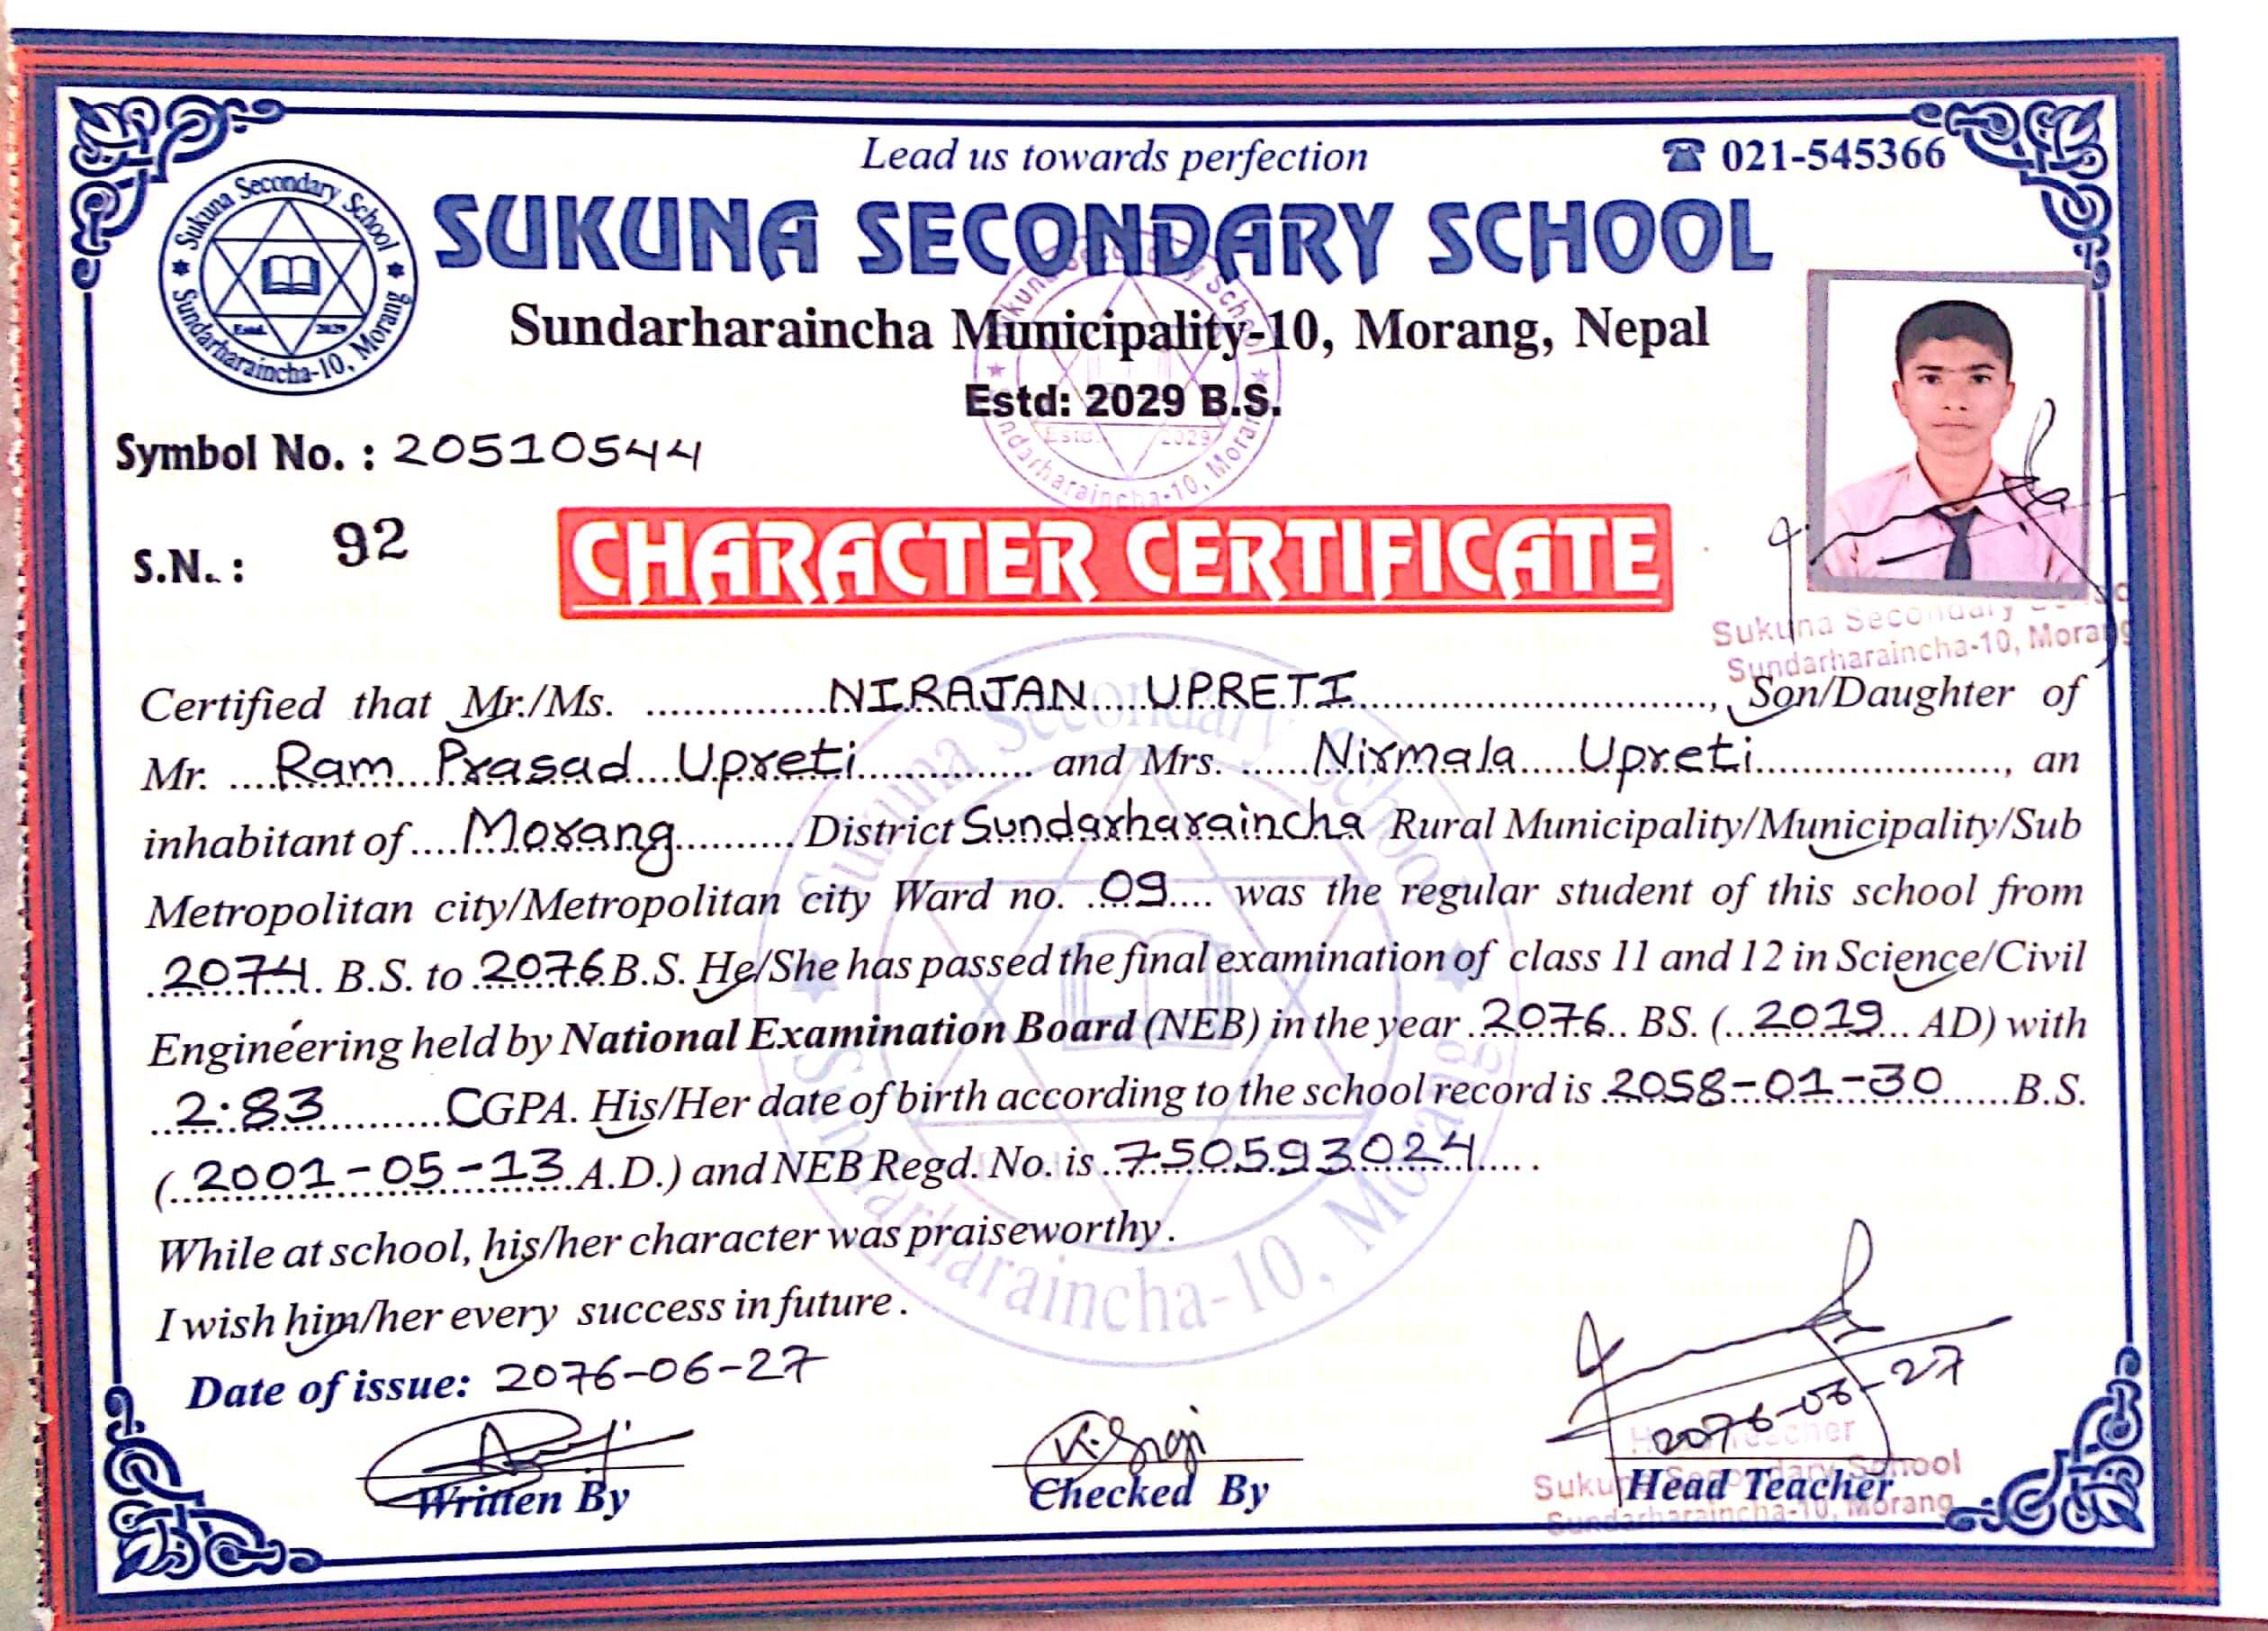 Lead us towards perfection
☎ 021-545366
Sukuna Secondary School
Sundarharaincha-10, Morang
Estd. 2029
SUKUNA SECONDARY SCHOOL
Sundarharaincha Municipality-10, Morang, Nepal
Estd: 2029 B.S.
Symbol No. : 20510544
S.N. : 92
CHARACTER CERTIFICATE
Sukuna Secondary
Sundarharaincha-10, Morang
Certified that Mr./Ms. NIRAJAN UPRETI, Son/Daughter of
Mr. Ram Prasad Upreti and Mrs. Nirmala Upreti, an
inhabitant of Morang District Sundarharaincha Rural Municipality/Municipality/Sub
Metropolitan city/Metropolitan city Ward no. 09 was the regular student of this school from
2074 B.S. to 2076 B.S. He/She has passed the final examination of class 11 and 12 in Science/Civil
Engineering held by National Examination Board (NEB) in the year 2076 BS. (2019 AD) with
2:83 CGPA. His/Her date of birth according to the school record is 2058-01-30 B.S.
(2001-05-13 A.D.) and NEB Regd. No. is 750593024.
While at school, his/her character was praiseworthy.
I wish him/her every success in future.
Date of issue: 2076-06-27
2076-06-27
Written By
Checked By
Head Teacher
Head Teacher
Sukuna Secondary School
Sundarharaincha-10, Morang